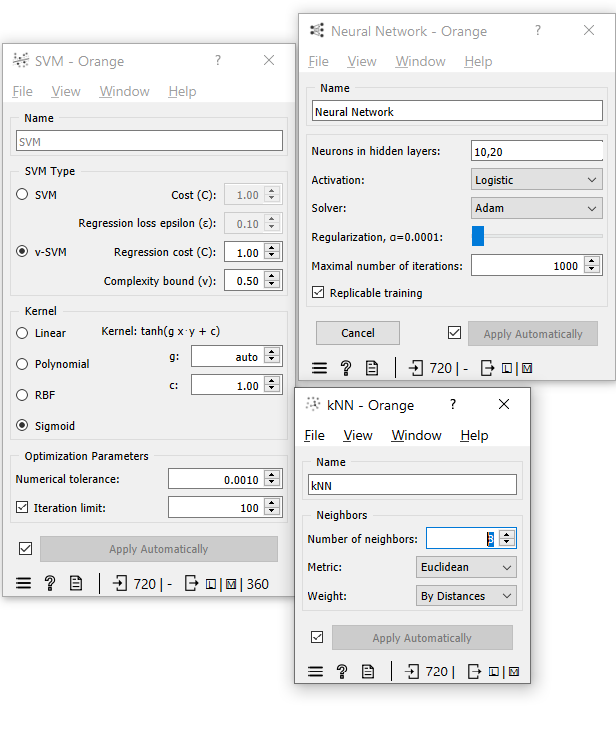 SVM - Orange
?
File View Window Help
Name
SVM
SVM Type
SVM Cost (C): 1.00
Regression loss epsilon (ε): 0.10
ν-SVM Regression cost (C): 1.00
Complexity bound (ν): 0.50
Kernel
Linear Kernel: tanh(g x·y + c)
g: auto
Polynomial
c: 1.00
RBF
Sigmoid
Optimization Parameters
Numerical tolerance: 0.0010
Iteration limit: 100
Apply Automatically
? 720 | - L | M | 360
Neural Network - Orange
?
File View Window Help
Name
Neural Network
Neurons in hidden layers: 10,20
Activation: Logistic
Solver: Adam
Regularization, α=0.0001:
Maximal number of iterations: 1000
Replicable training
Cancel Apply Automatically
? 720 | - L | M
kNN - Orange
?
File View Window Help
Name
kNN
Neighbors
Number of neighbors:
Metric: Euclidean
Weight: By Distances
Apply Automatically
? 720 | L | M